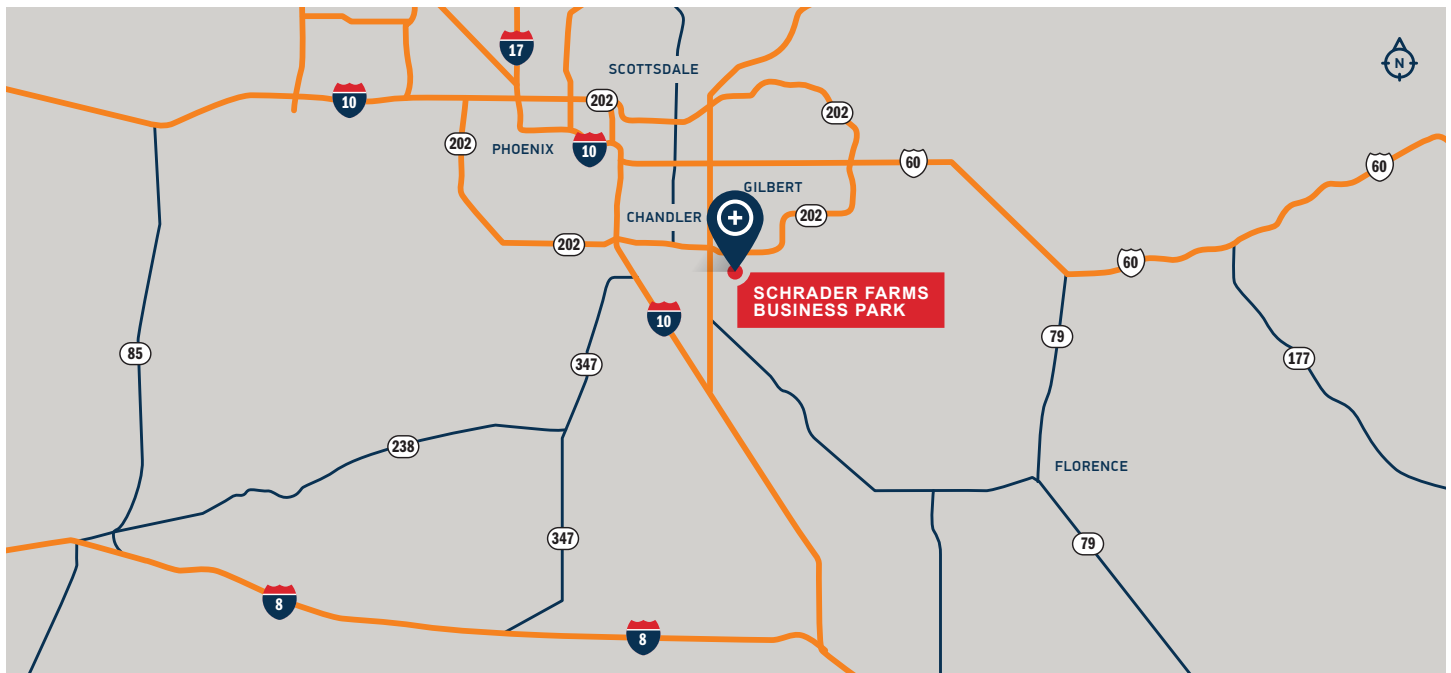 17
SCOTTSDALE
N
10
202
202
202
PHOENIX
10
60
60
GILBERT
CHANDLER
202
202
60
SCHRADER FARMS
BUSINESS PARK
10
79
85
347
177
238
FLORENCE
347
79
8
8